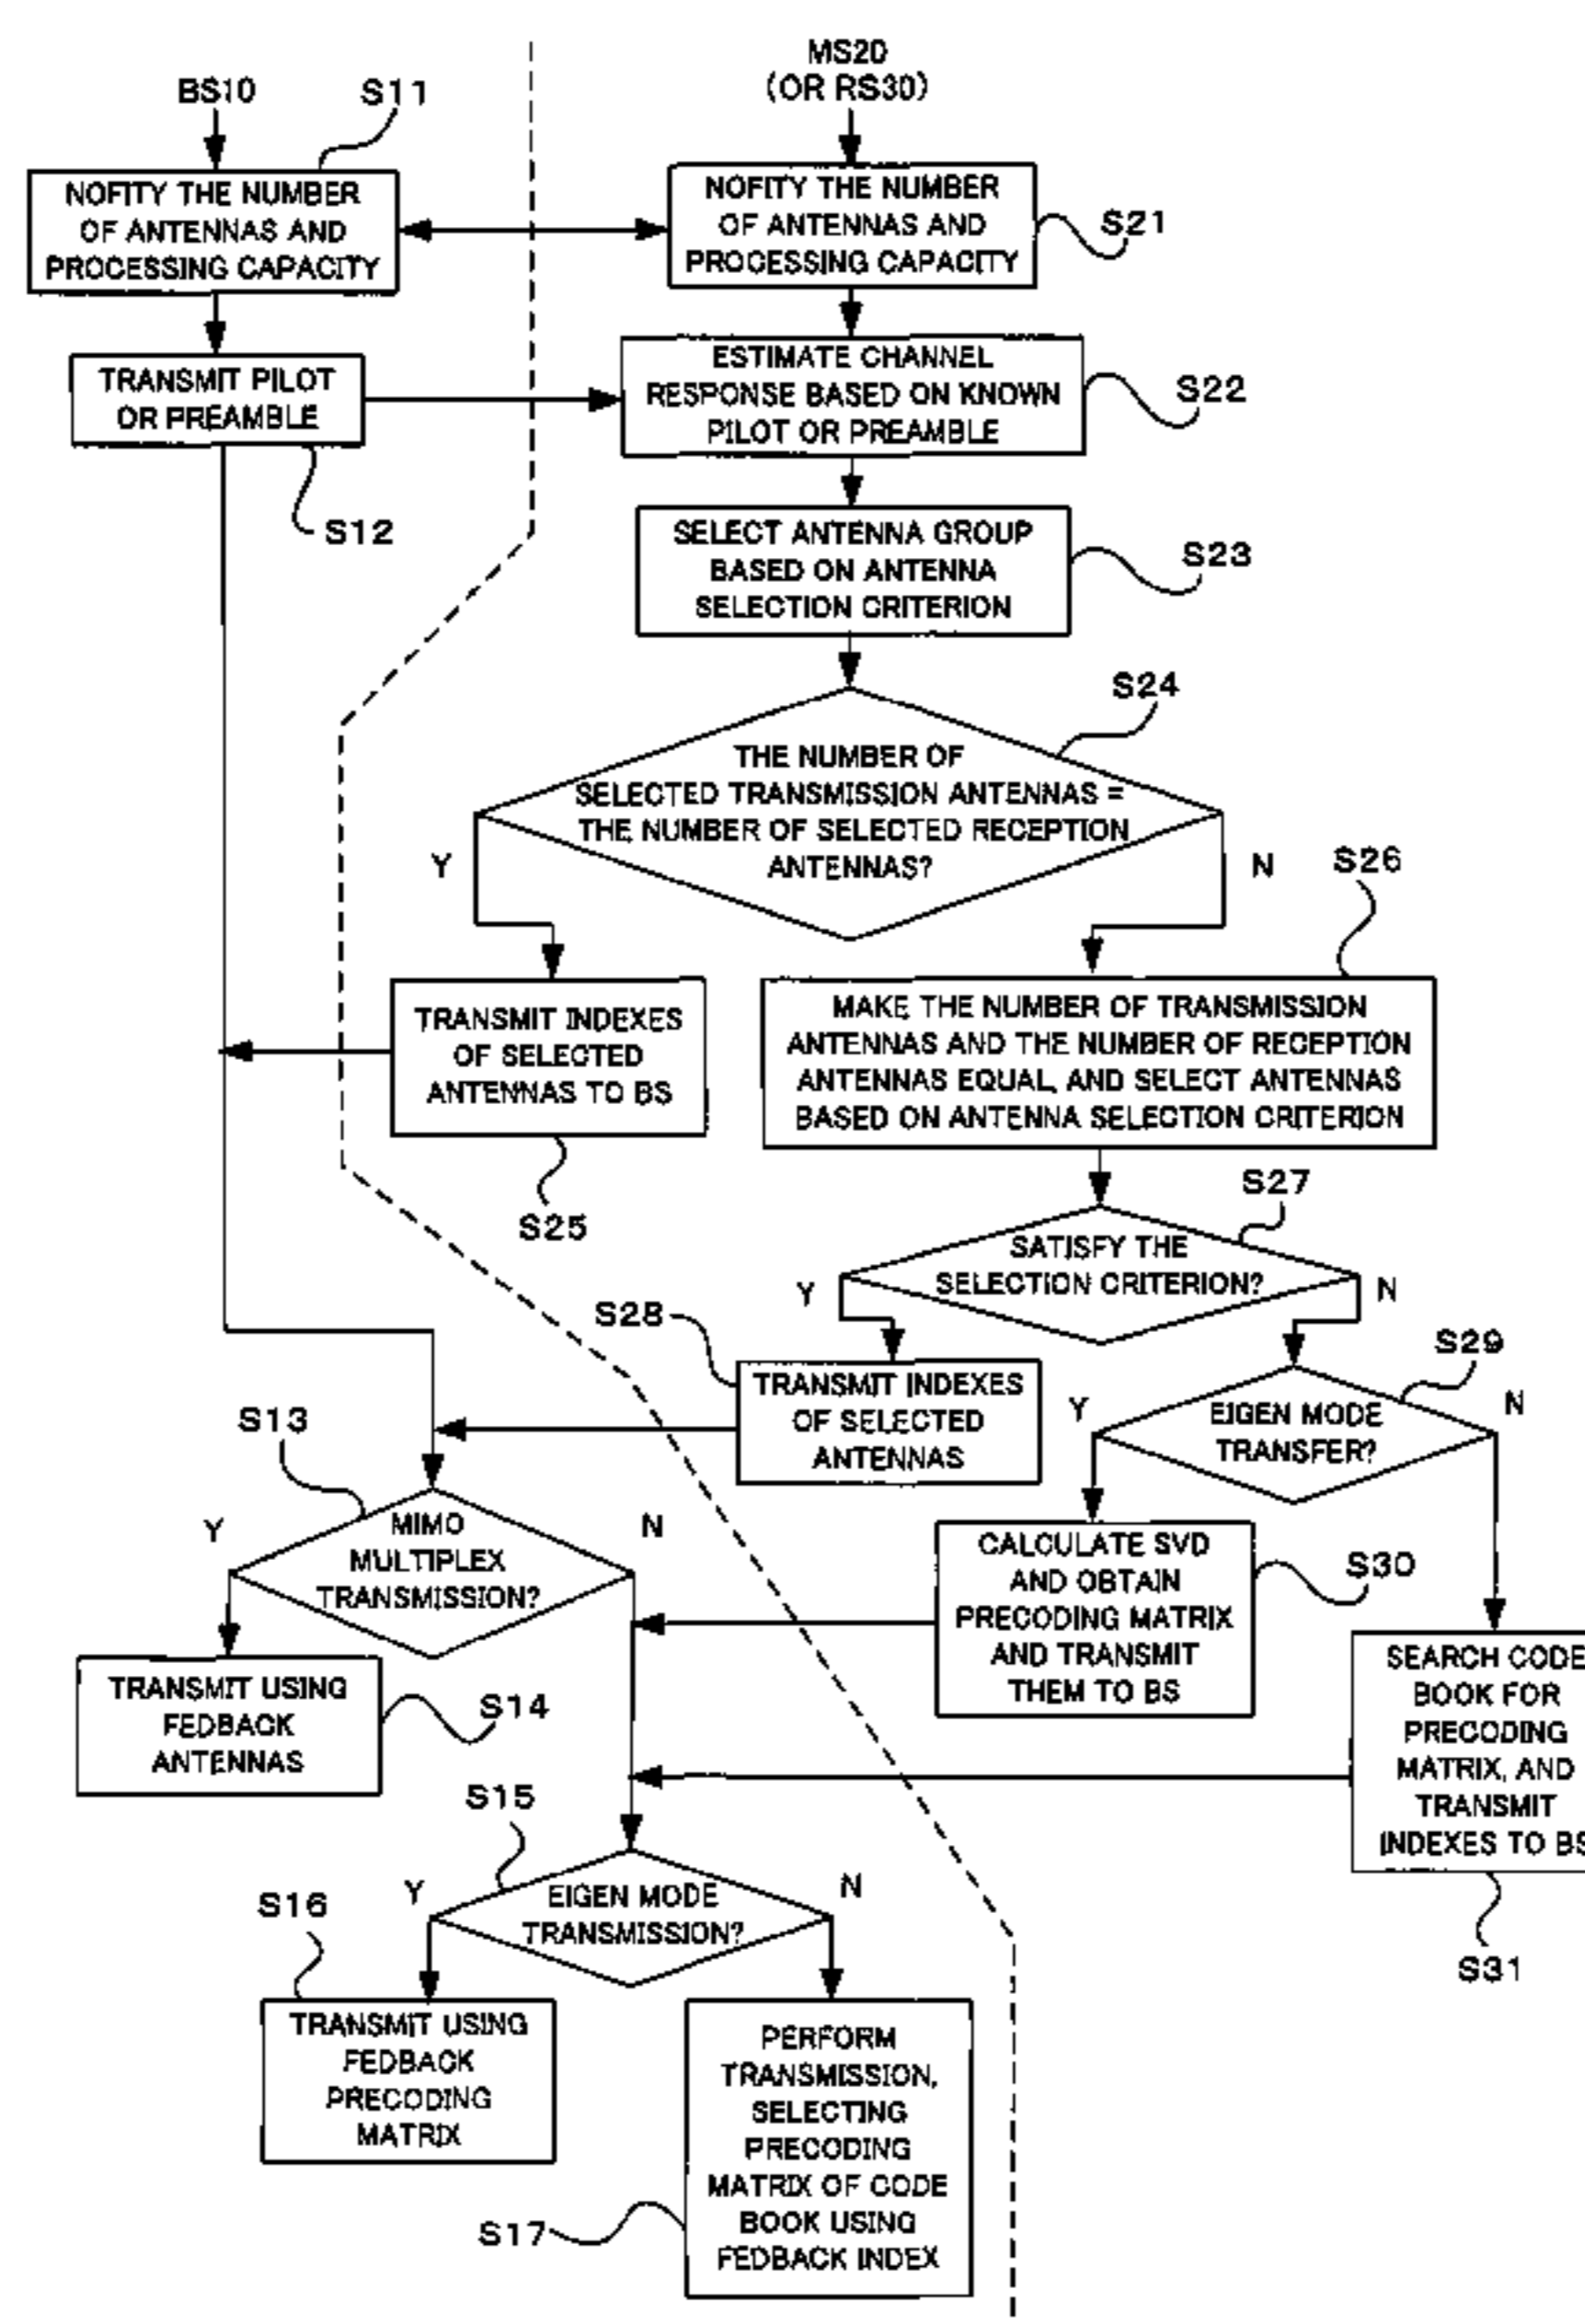 BS10
S11
MS20
(OR RS30)
NOFITY THE NUMBER
OF ANTENNAS AND
PROCESSING CAPACITY
NOFITY THE NUMBER
OF ANTENNAS AND
PROCESSING CAPACITY
S21
TRANSMIT PILOT
OR PREAMBLE
S12
ESTIMATE CHANNEL
RESPONSE BASED ON KNOWN
PILOT OR PREAMBLE
S22
SELECT ANTENNA GROUP
BASED ON ANTENNA
SELECTION CRITERION
S23
S24
THE NUMBER OF
SELECTED TRANSMISSION ANTENNAS =
THE NUMBER OF SELECTED RECEPTION
ANTENNAS?
Y
N
S26
TRANSMIT INDEXES
OF SELECTED
ANTENNAS TO BS
S25
MAKE THE NUMBER OF TRANSMISSION
ANTENNAS AND THE NUMBER OF RECEPTION
ANTENNAS EQUAL, AND SELECT ANTENNAS
BASED ON ANTENNA SELECTION CRITERION
S27
SATISFY THE
SELECTION CRITERION?
Y
N
S28
TRANSMIT INDEXES
OF SELECTED
ANTENNAS
S29
EIGEN MODE
TRANSFER?
Y
N
S13
MIMO
MULTIPLEX
TRANSMISSION?
Y
N
CALCULATE SVD
AND OBTAIN
PRECODING MATRIX
AND TRANSMIT
THEM TO BS
S30
TRANSMIT USING
FEDBACK
ANTENNAS
S14
SEARCH CODE
BOOK FOR
PRECODING
MATRIX, AND
TRANSMIT
INDEXES TO BS
S31
S15
EIGEN MODE
TRANSMISSION?
Y
N
S16
TRANSMIT USING
FEDBACK
PRECODING
MATRIX
PERFORM
TRANSMISSION,
SELECTING
PRECODING
MATRIX OF CODE
BOOK USING
FEDBACK INDEX
S17